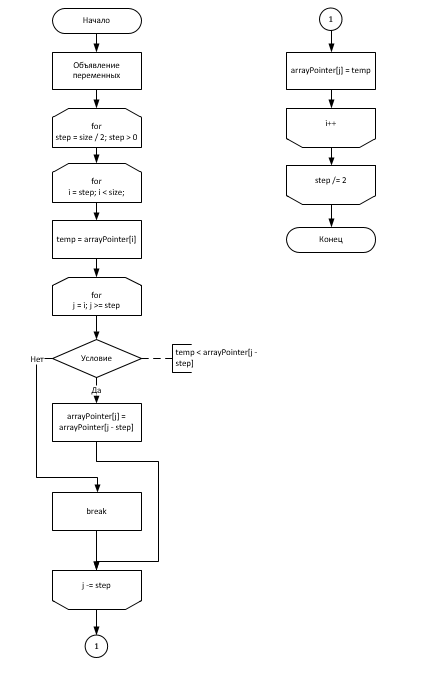 Начало
Объявление
переменных
for
step = size / 2; step > 0
for
i = step; i < size;
temp = arrayPointer[i]
for
j = i; j >= step
Условие
temp < arrayPointer[j -
step]
Нет
Да
arrayPointer[j] =
arrayPointer[j - step]
break
j -= step
1
1
arrayPointer[j] = temp
i++
step /= 2
Конец